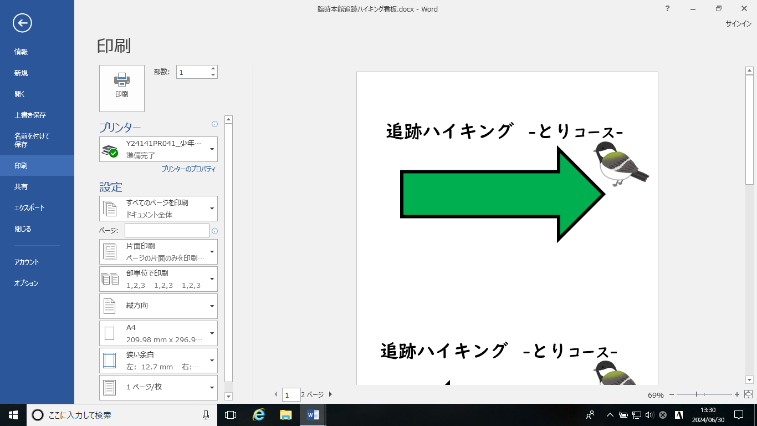 臨湖本館追跡ハイキング看板.docx - Word
?
サインイン
情報
新規
開く
上書き保存
名前を付けて
保存
印刷
共有
エクスポート
閉じる
アカウント
オプション
印刷
印刷
部数: 1
プリンター
Y24141PR041_少年…
準備完了
プリンターのプロパティ
設定
すべてのページを印刷
ドキュメント全体
ページ:
片面印刷
ページの片面のみを印刷…
部単位で印刷
1,2,3 1,2,3 1,2,3
縦方向
A4
209.98 mm x 296.9…
狭い余白
左: 12.7 mm 右:…
1 ページ/枚
追跡ハイキング -とりコース-
追跡ハイキング -とりコース-
1 2 ページ
69%
ここに入力して検索
A
13:30
2024/06/30